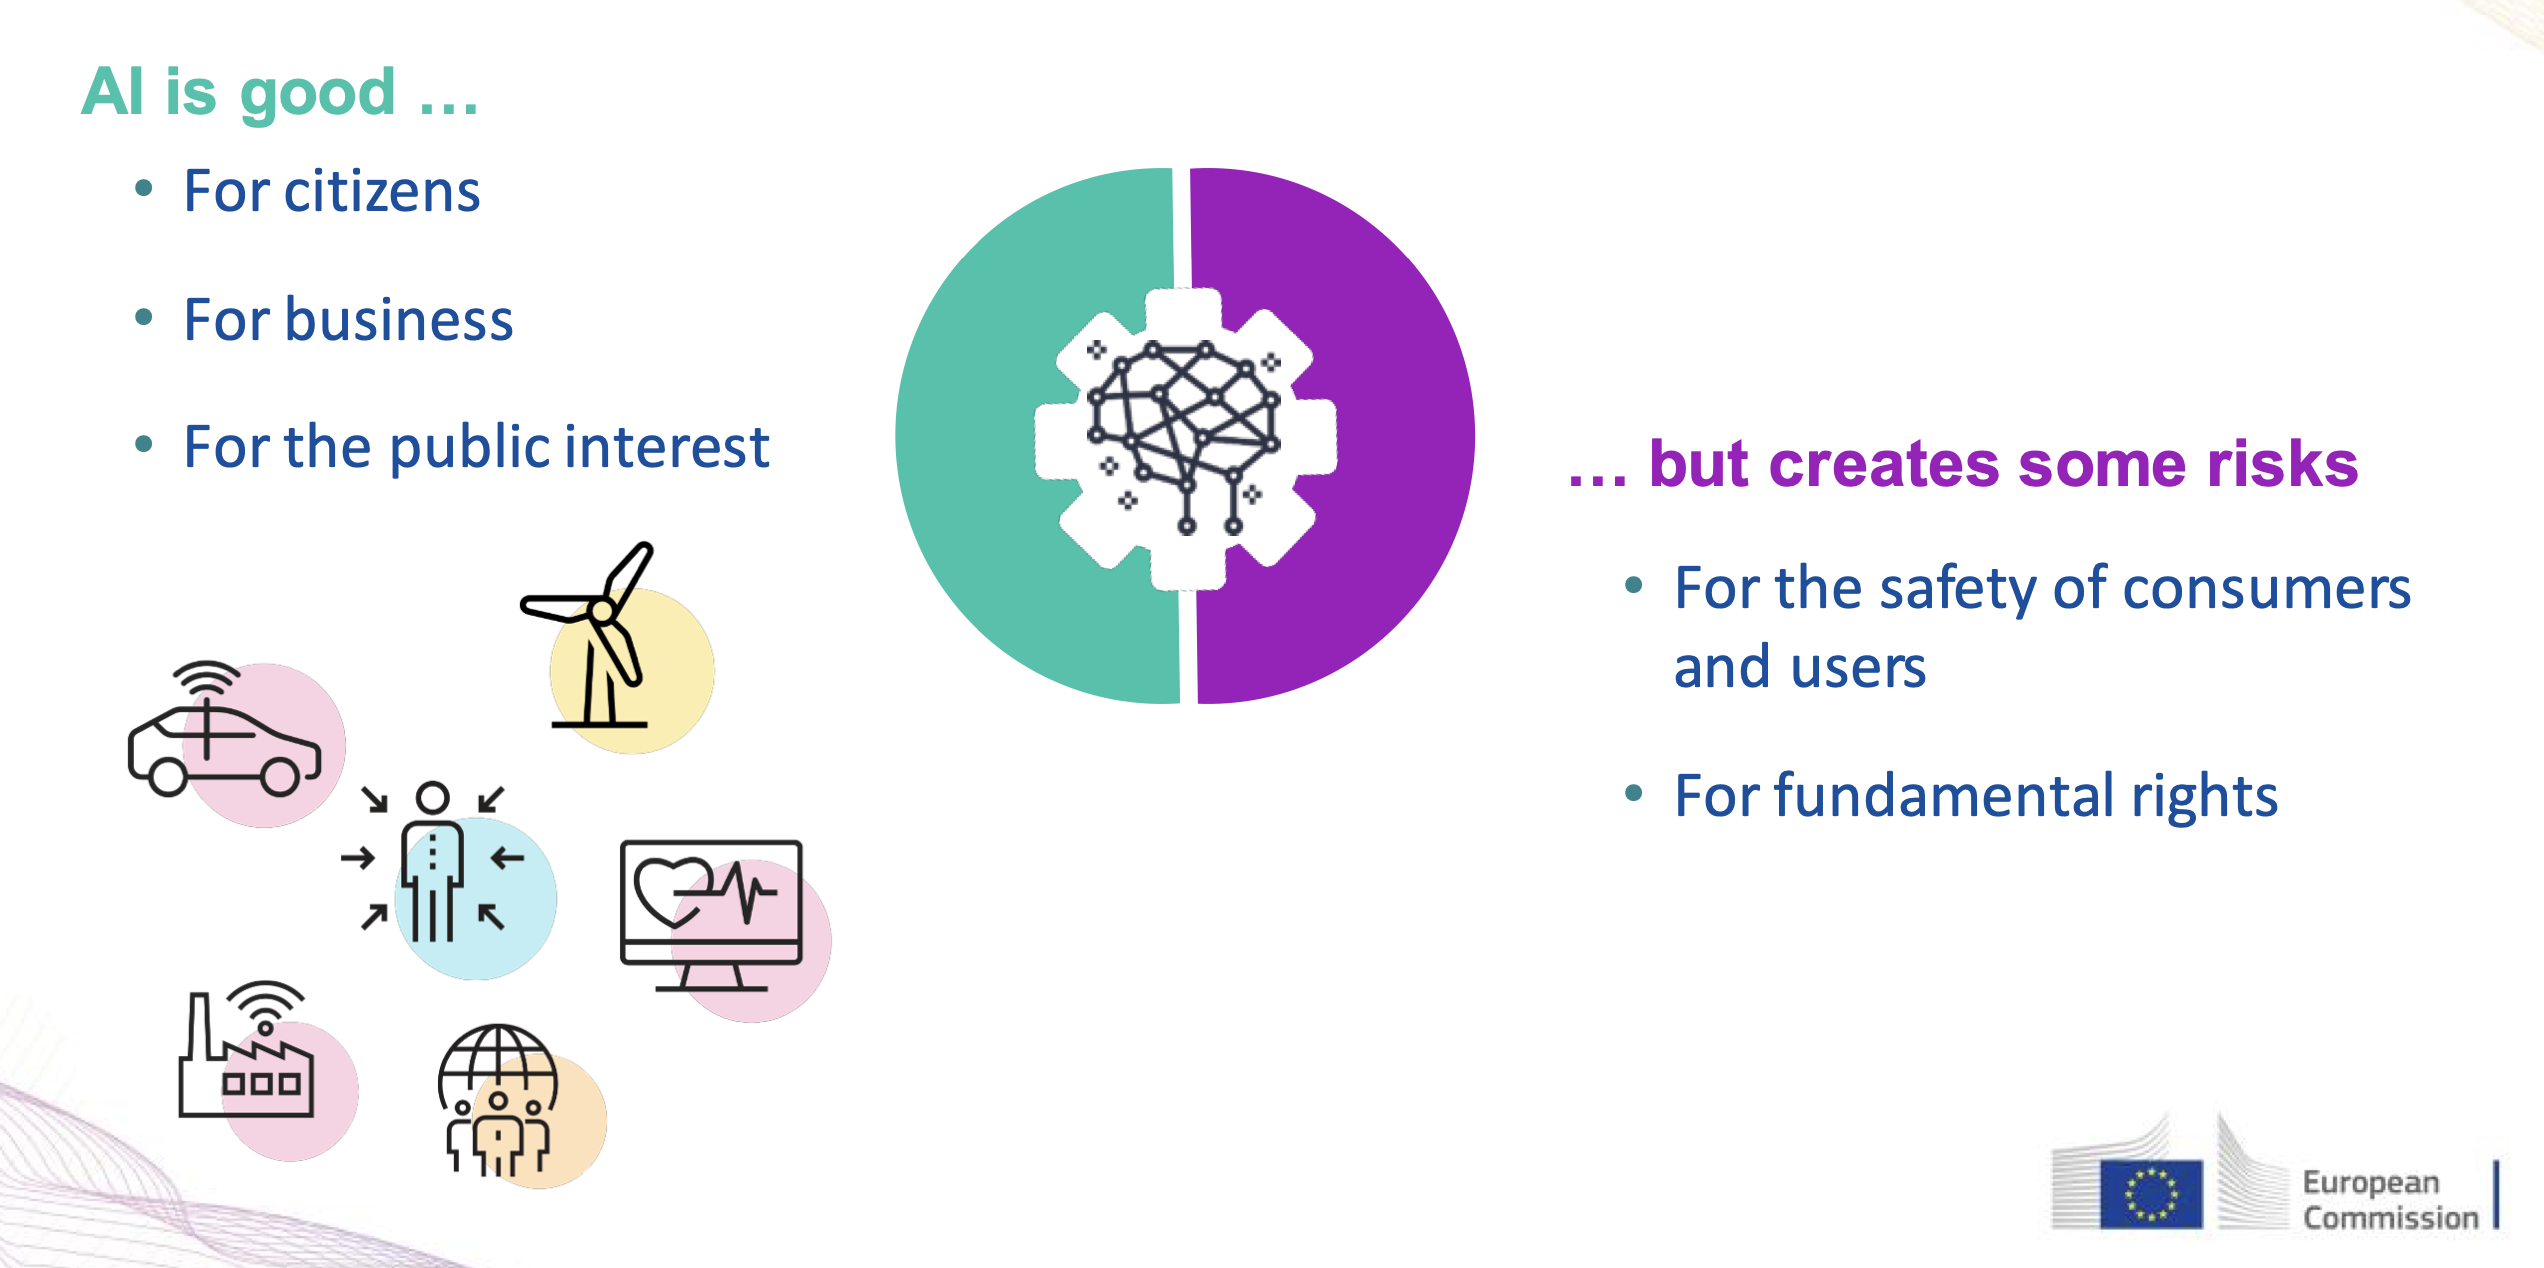 AI is good …
• For citizens
• For business
• For the public interest
… but creates some risks
• For the safety of consumers
and users
• For fundamental rights
European
Commission